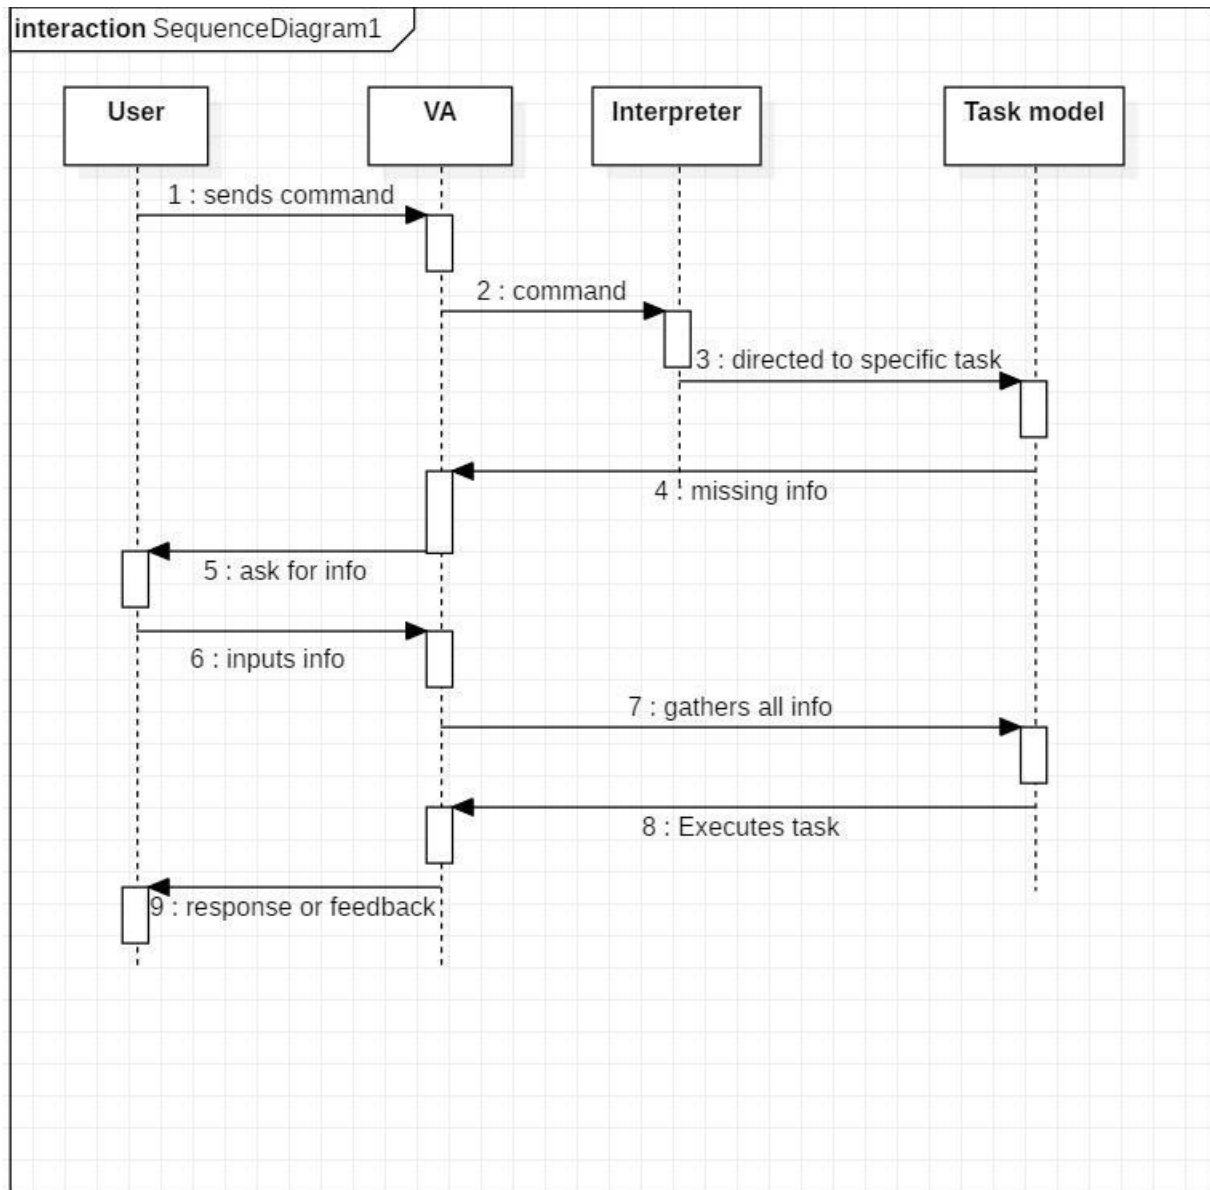 interaction SequenceDiagram1
User
VA
Interpreter
Task model
1 : sends command
2 : command
3 : directed to specific task
4 : missing info
5 : ask for info
6 : inputs info
7 : gathers all info
8 : Executes task
9 : response or feedback